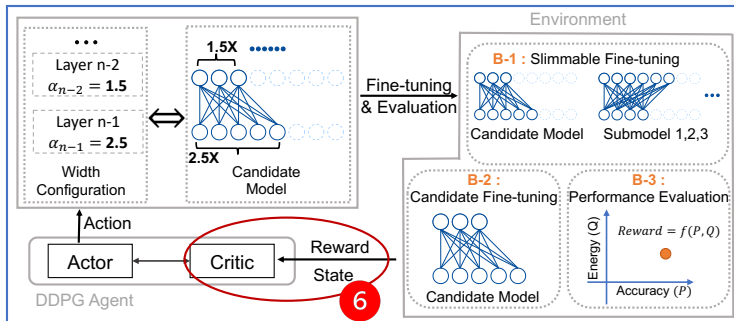 Environment
...
Layer n-2
αₙ₋₂ = 1.5
Layer n-1
αₙ₋₁ = 2.5
Width
Configuration
1.5X
......
2.5X
Candidate
Model
Fine-tuning
& Evaluation
B-1 : Slimmable Fine-tuning
...
Candidate Model
Submodel 1,2,3
B-2 :
Candidate Fine-tuning
Candidate Model
B-3 :
Performance Evaluation
Energy (Q)
Reward = f(P, Q)
Accuracy (P)
Action
Actor
Critic
Reward
State
DDPG Agent
6